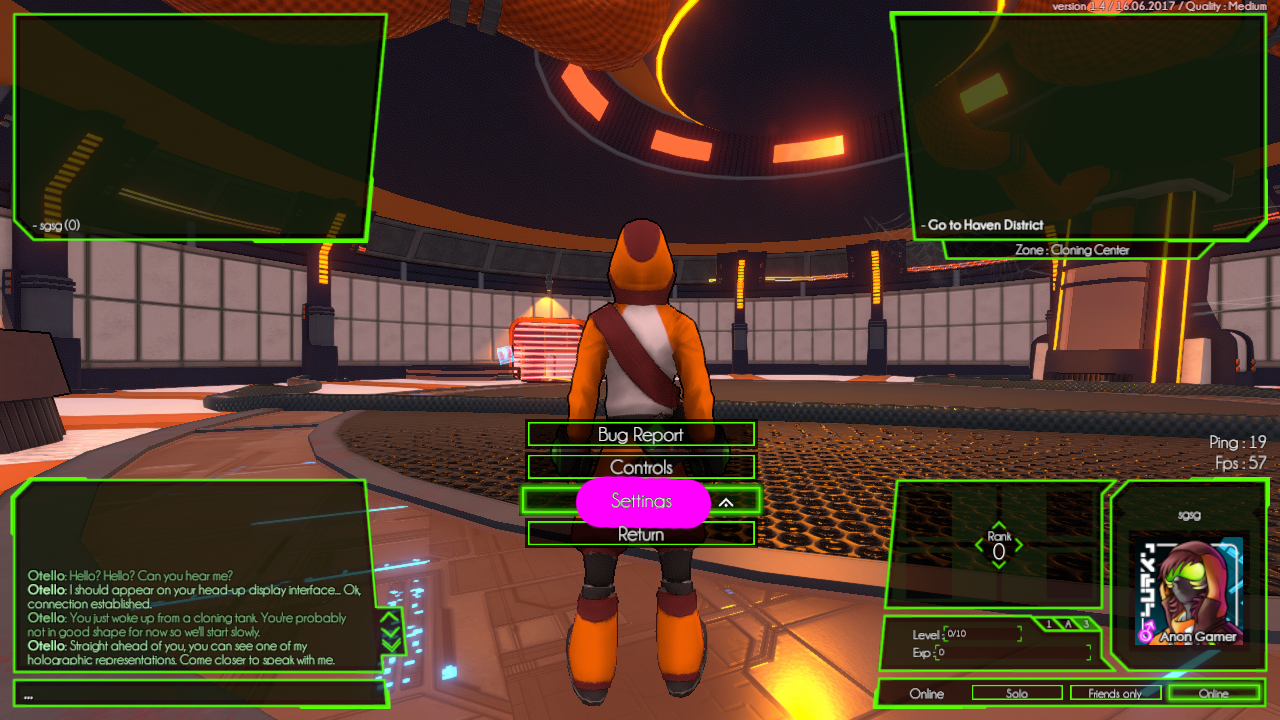 version 1.4 / 16.06.2017 / Quality : Medium
- sgsg (0)
- Go to Haven District
Zone : Cloning Center
Bug Report
Controls
Settings
Return
Ping : 19
Fps : 57
Otello: Hello? Hello? Can you hear me?
Otello: I should appear on your head-up display interface... Ok,
connection established.
Otello: You just woke up from a cloning tank. You're probably
not in good shape for now so we'll start slowly.
Otello: Straight ahead of you, you can see one of my
holographic representations. Come closer to speak with me.
...
Rank
0
sgsg
Anon Gamer
1 A 3
Level : 0/10
Exp : 0
Online Solo Friends only Online